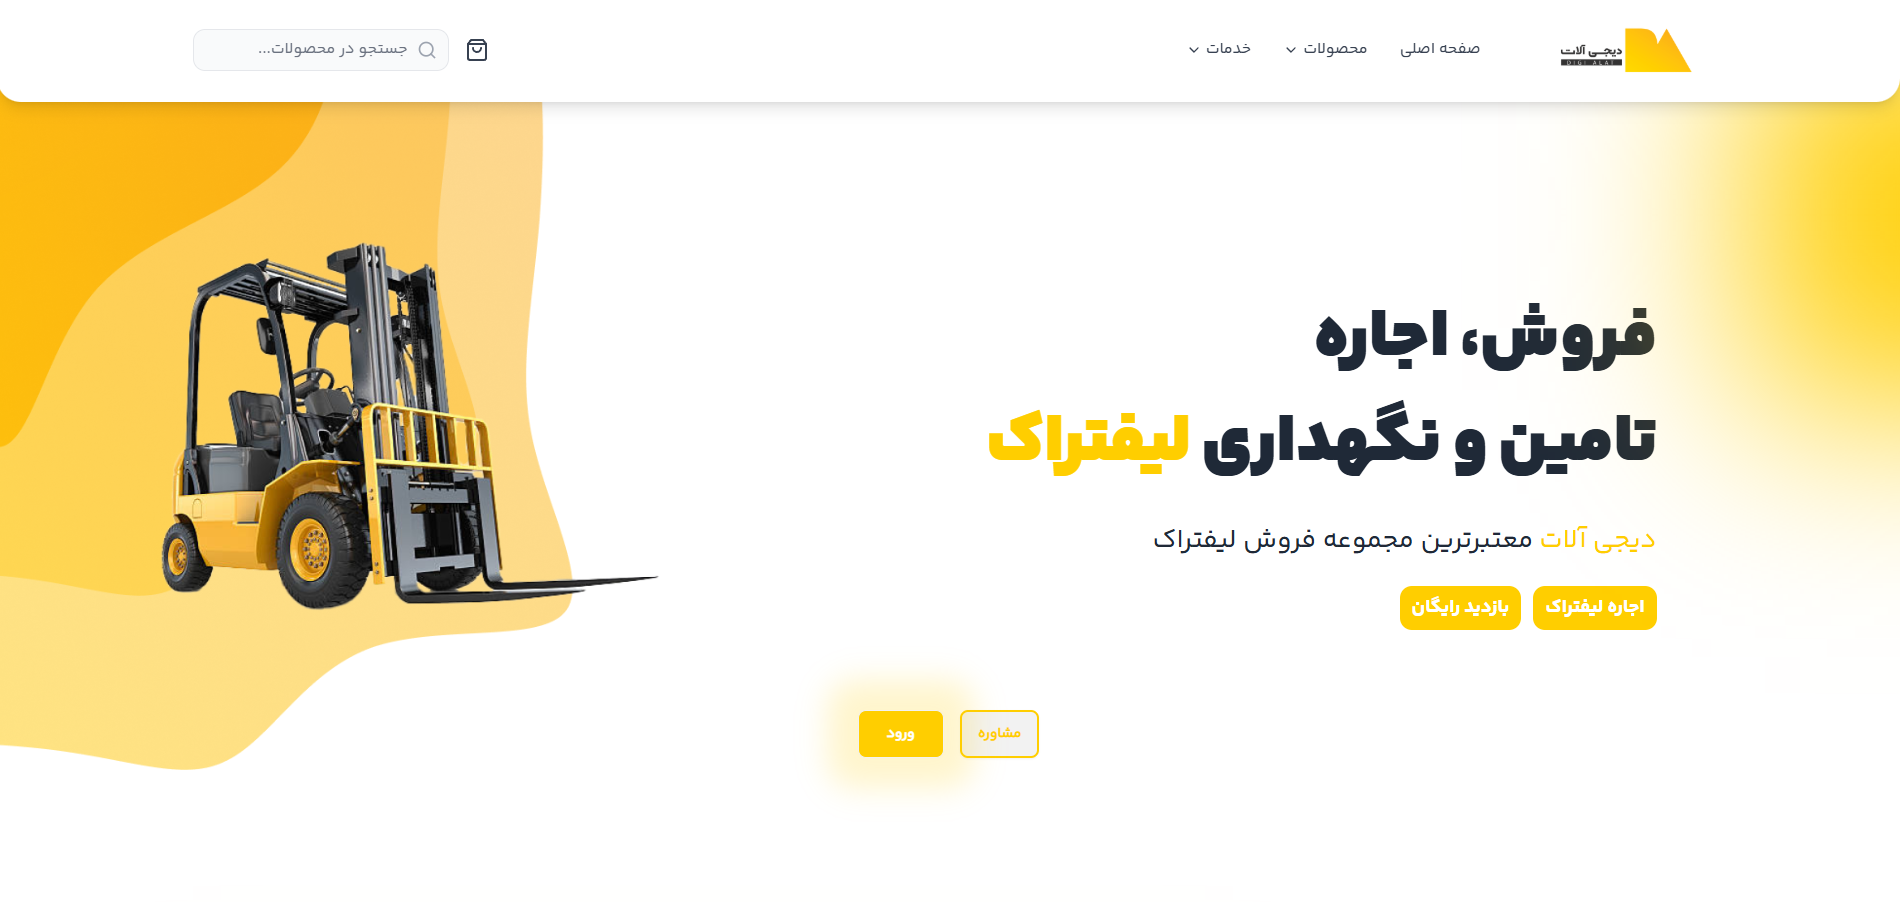 دیجی آلات
DIGI ALAT
صفحه اصلی
محصولات
خدمات
جستجو در محصولات...
فروش، اجاره
تامین و نگهداری لیفتراک
دیجی آلات معتبرترین مجموعه فروش لیفتراک
اجاره لیفتراک
بازدید رایگان
مشاوره
ورود